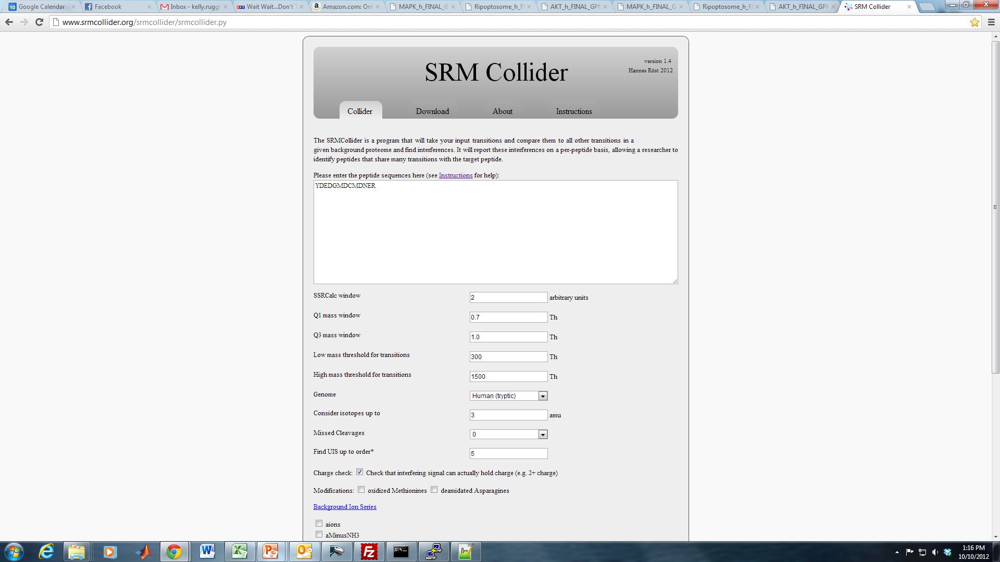 Google Calendar
Facebook
Inbox - kelly.ruggl
Wait Wait...Don't T
Amazon.com: Onl
MAPK_h_FINAL_G
Ripoptosome_h_F
AKT_h_FINAL_GPM
MAPK_h_FINAL_G
Ripoptosome_h_F
AKT_h_FINAL_GPM
SRM Collider
www.srmcollider.org/srmcollider/srmcollider.py
version 1.4
Hannes Röst 2012
SRM Collider
Collider
Download
About
Instructions
The SRMCollider is a program that will take your input transitions and compare them to all other transitions in a
given background proteome and find interferences. It will report these interferences on a per-peptide basis, allowing a researcher to
identify peptides that share many transitions with the target peptide.
Please enter the peptide sequences here (see Instructions for help):
YDEDGMDCMDNER
SSRCalc window 2 arbitrary units
Q1 mass window 0.7 Th
Q3 mass window 1.0 Th
Low mass threshold for transitions 300 Th
High mass threshold for transitions 1500 Th
Genome Human (tryptic)
Consider isotopes up to 3 amu
Missed Cleavages 0
Find UIS up to order* 5
Charge check: Check that interfering signal can actually hold charge (e.g. 2+ charge)
Modifications: oxidized Methionines deamidated Asparagines
Background Ion Series
aions
aMinusNH3
1:16 PM
10/10/2012